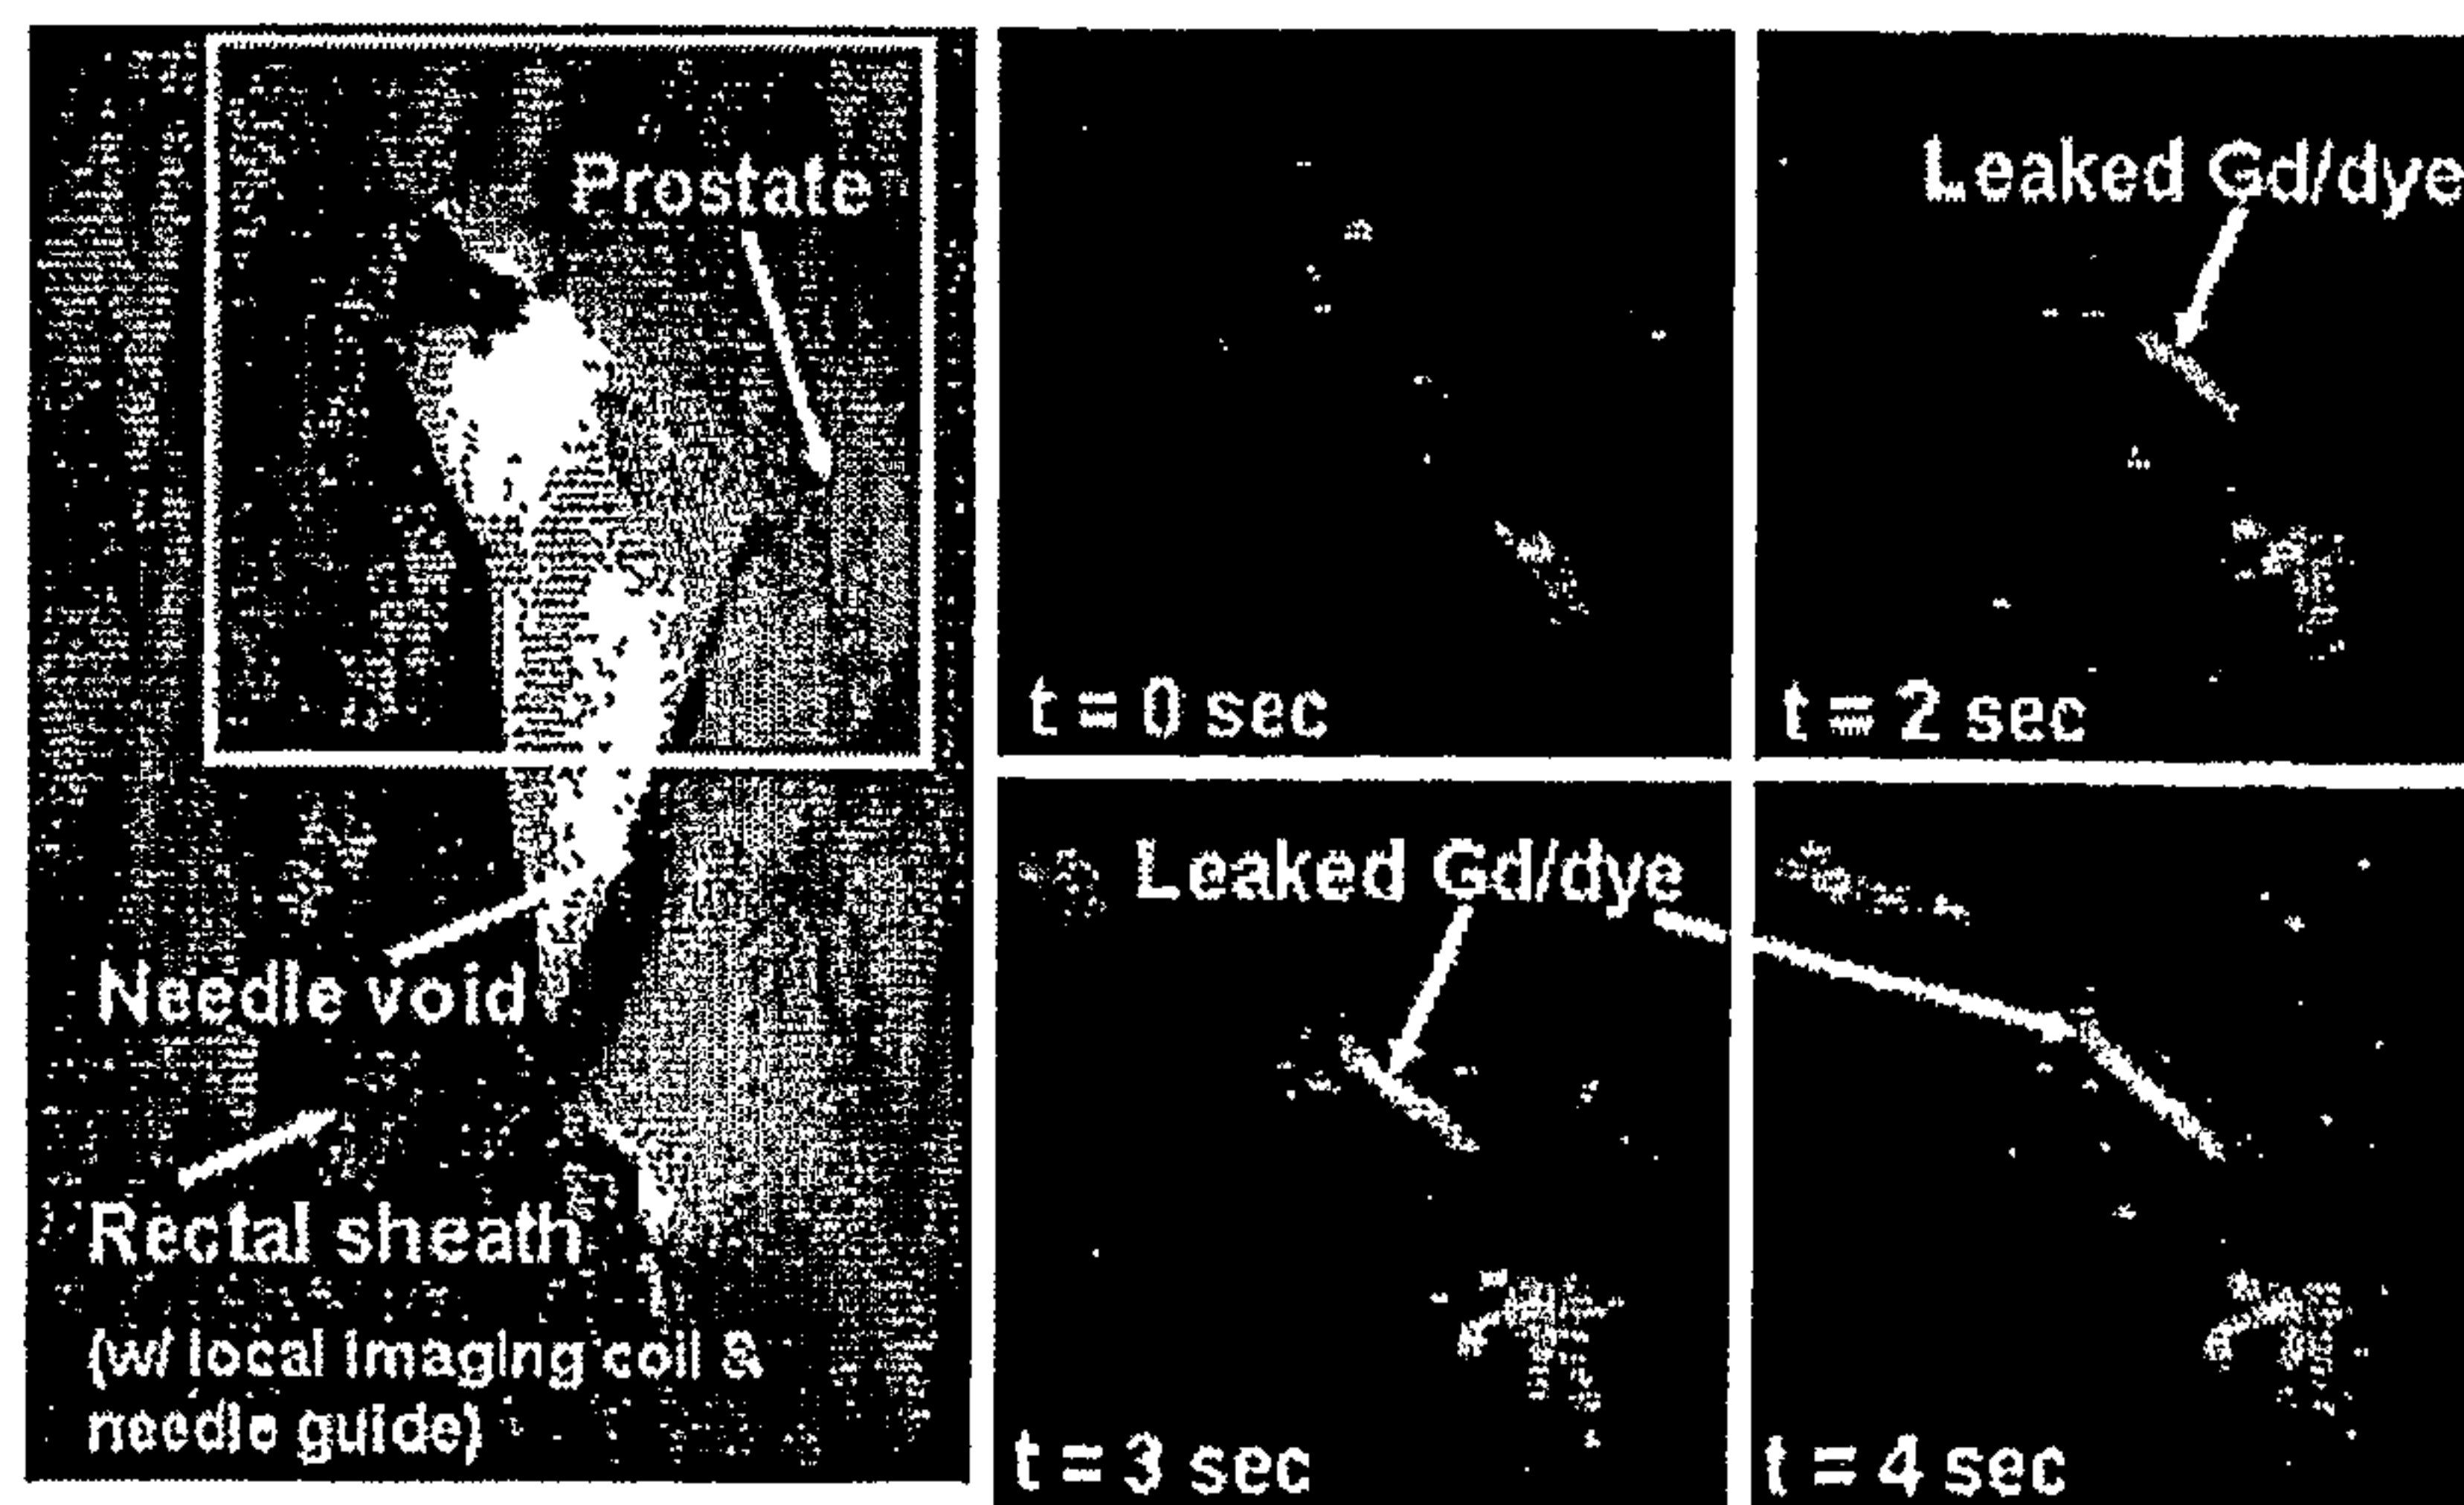 Prostate
Needle void
Rectal sheath
(w/ local imaging coil &
needle guide)
t = 0 sec
Leaked Gd/dye
t = 2 sec
Leaked Gd/dye
t = 3 sec
t = 4 sec